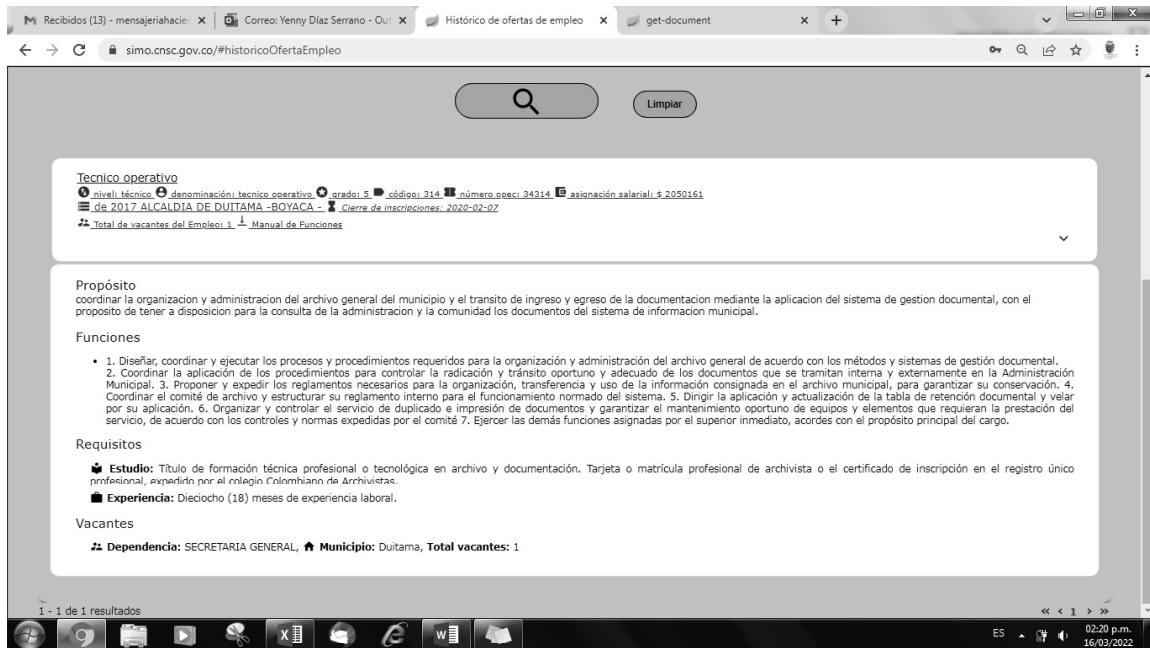 Recibidos (13) - mensajeriahacier
Correo: Yenny Díaz Serrano - Out
Histórico de ofertas de empleo
get-document
simo.cnsc.gov.co/#historicoOfertaEmpleo
Limpiar
Tecnico operativo
nivel: técnico denominación: tecnico operativo grado: 5 código: 314 número opec: 34314 asignación salarial: $ 2050161
de 2017 ALCALDIA DE DUITAMA -BOYACA - Cierre de inscripciones: 2020-02-07
Total de vacantes del Empleo: 1 Manual de Funciones
Propósito
coordinar la organizacion y administracion del archivo general del municipio y el transito de ingreso y egreso de la documentacion mediante la aplicacion del sistema de gestion documental, con el
proposito de tener a disposicion para la consulta de la administracion y la comunidad los documentos del sistema de informacion municipal.
Funciones
• 1. Diseñar, coordinar y ejecutar los procesos y procedimientos requeridos para la organización y administración del archivo general de acuerdo con los métodos y sistemas de gestión documental.
2. Coordinar la aplicación de los procedimientos para controlar la radicación y tránsito oportuno y adecuado de los documentos que se tramitan interna y externamente en la Administración
Municipal. 3. Proponer y expedir los reglamentos necesarios para la organización, transferencia y uso de la información consignada en el archivo municipal, para garantizar su conservación. 4.
Coordinar el comité de archivo y estructurar su reglamento interno para el funcionamiento normado del sistema. 5. Dirigir la aplicación y actualización de la tabla de retención documental y velar
por su aplicación. 6. Organizar y controlar el servicio de duplicado e impresión de documentos y garantizar el mantenimiento oportuno de equipos y elementos que requieran la prestación del
servicio, de acuerdo con los controles y normas expedidas por el comité 7. Ejercer las demás funciones asignadas por el superior inmediato, acordes con el propósito principal del cargo.
Requisitos
Estudio: Título de formación técnica profesional o tecnológica en archivo y documentación. Tarjeta o matrícula profesional de archivista o el certificado de inscripción en el registro único
profesional, expedido por el colegio Colombiano de Archivistas.
Experiencia: Dieciocho (18) meses de experiencia laboral.
Vacantes
Dependencia: SECRETARIA GENERAL, Municipio: Duitama, Total vacantes: 1
1 - 1 de 1 resultados
« ‹ 1 › »
ES
02:20 p.m.
16/03/2022